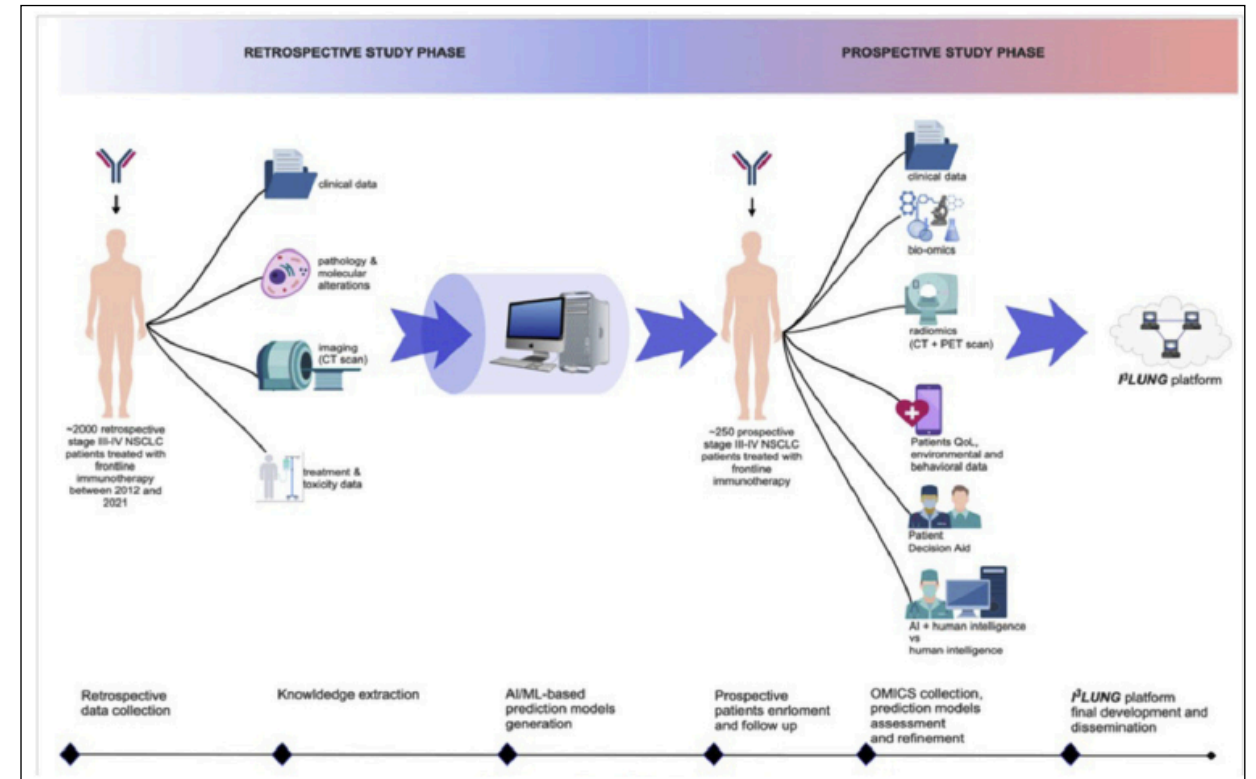 RETROSPECTIVE STUDY PHASE
PROSPECTIVE STUDY PHASE
clinical data
pathology &
molecular
alterations
imaging
(CT scan)
treatment &
toxicity data
~2000 retrospective
stage III-IV NSCLC
patients treated with
frontline
immunotherapy
between 2012 and
2021
clinical data
bio-omics
radiomics
(CT + PET scan)
Patients QoL,
environmental and
behavioral data
Patient
Decision Aid
AI + human intelligence
vs
human intelligence
~250 prospective
stage III-IV NSCLC
patients treated with
frontline
immunotherapy
I³LUNG platform
Retrospective
data collection
Knowldedge extraction
AI/ML-based
prediction models
generation
Prospective
patients enrloment
and follow up
OMICS collection,
prediction models
assessment
and refinement
I³LUNG platform
final development and
dissemination